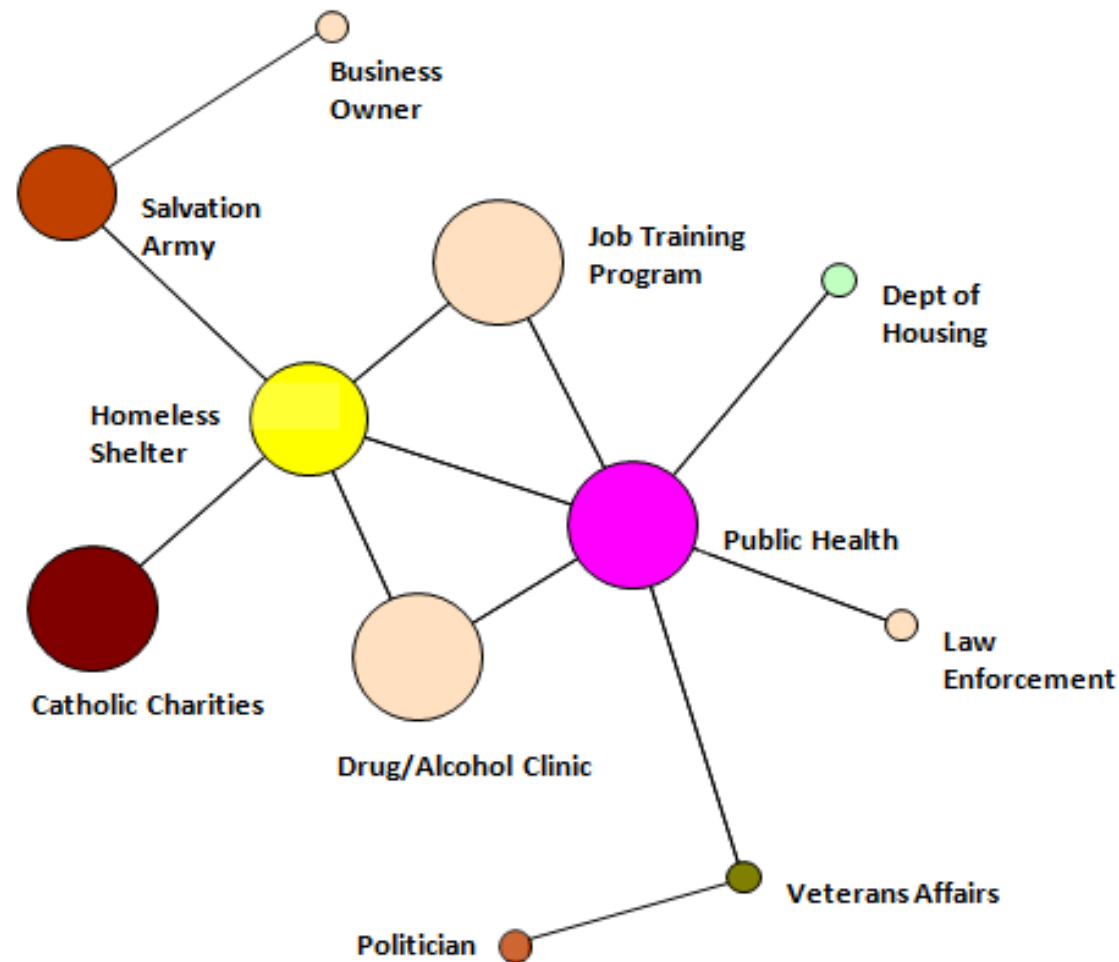 Business
Owner
Salvation
Army
Job Training
Program
Dept of
Housing
Homeless
Shelter
Public Health
Law
Enforcement
Catholic Charities
Drug/Alcohol Clinic
Veterans Affairs
Politician